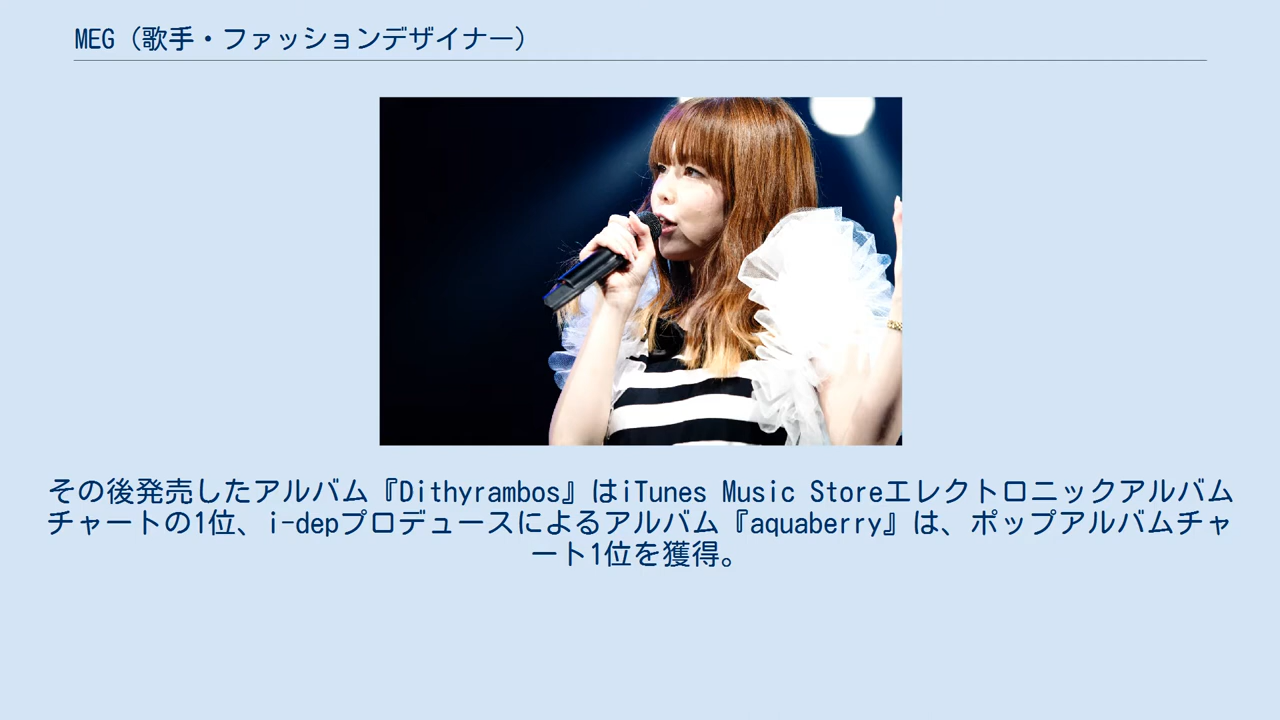 MEG（歌手・ファッションデザイナー）
その後発売したアルバム『Dithyrambos』はiTunes Music Storeエレクトロニックアルバム
チャートの1位、i-depプロデュースによるアルバム『aquaberry』は、ポップアルバムチャ
ート1位を獲得。